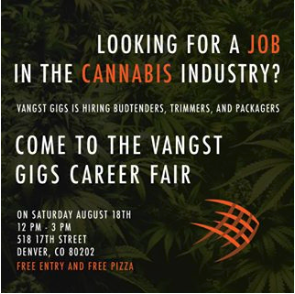 LOOKING FOR A JOB
IN THE CANNABIS INDUSTRY?
VANGST GIGS IS HIRING BUDTENDERS, TRIMMERS, AND PACKAGERS
COME TO THE VANGST
GIGS CAREER FAIR
ON SATURDAY AUGUST 18TH
12 PM - 3 PM
518 17TH STREET
DENVER, CO 80202
FREE ENTRY AND FREE PIZZA